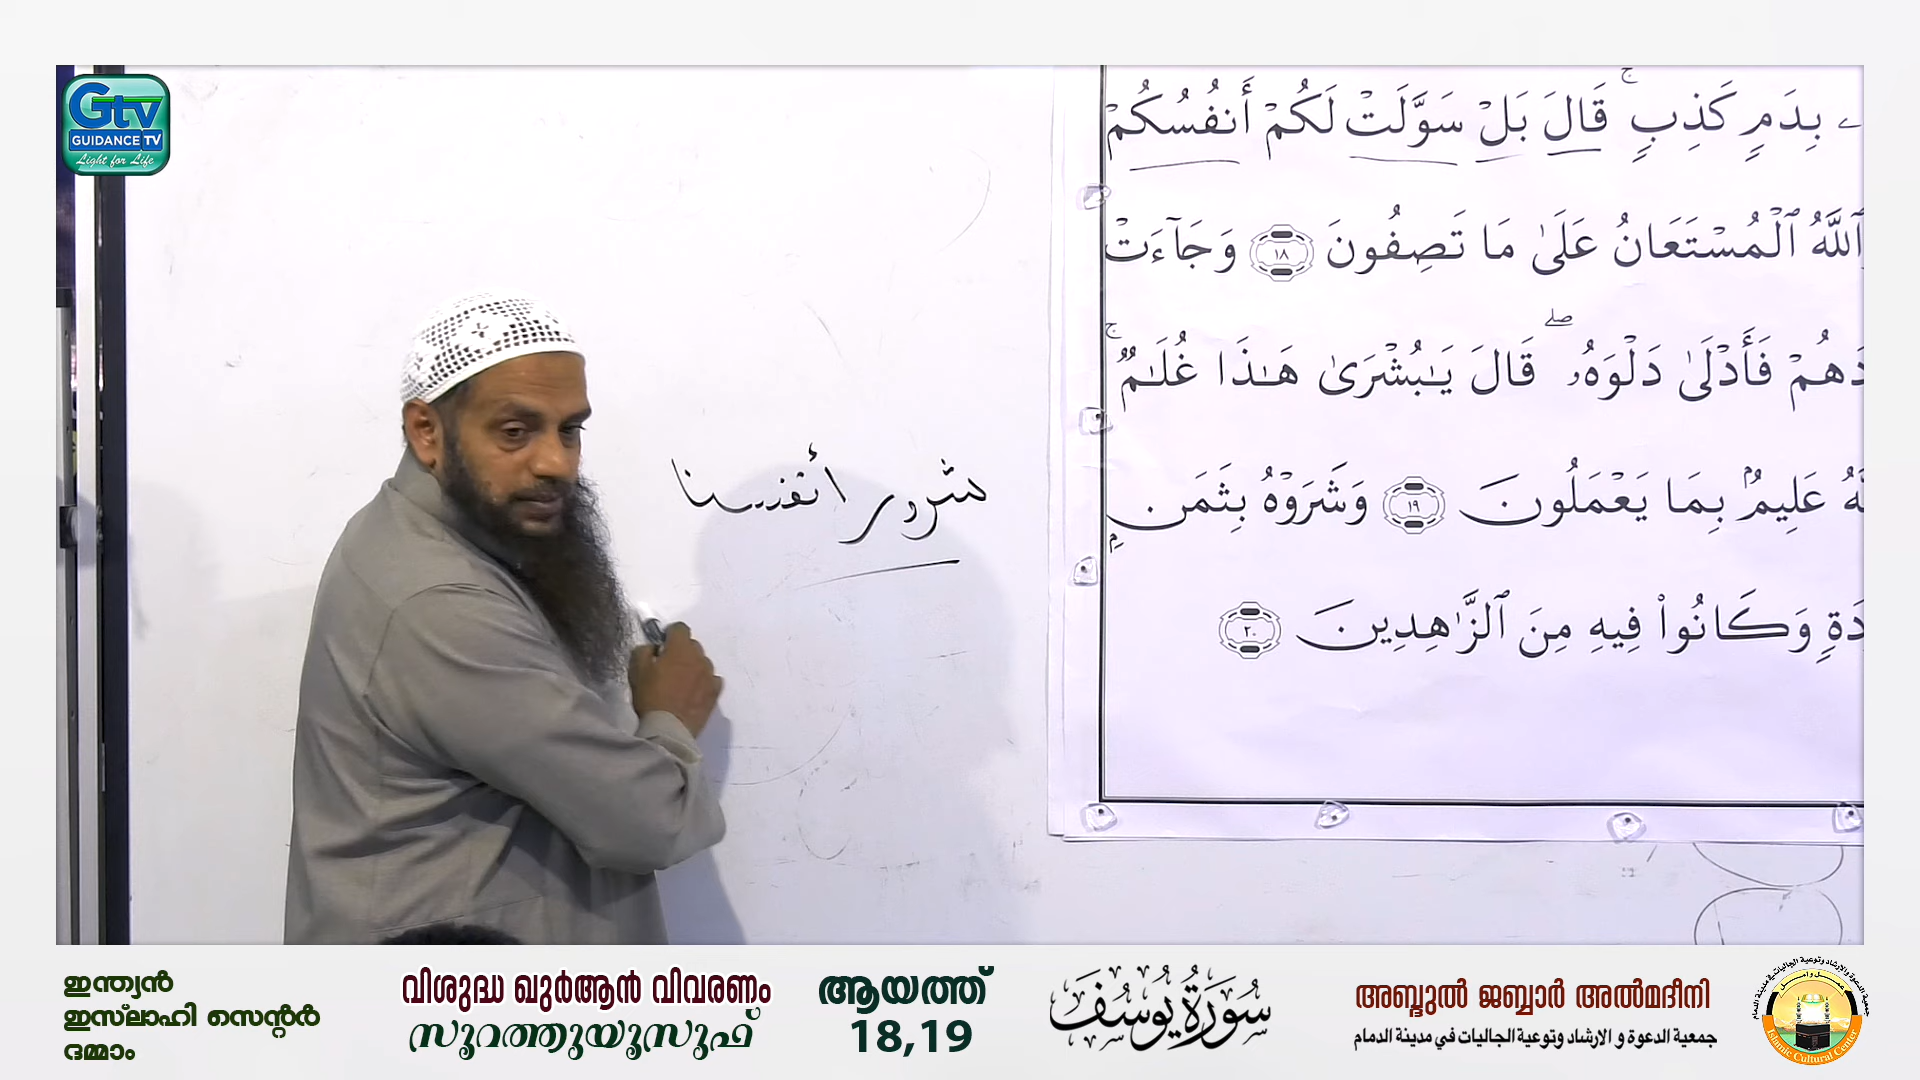 Gtv
GUIDANCE TV
Light for Life
بِدَمٍ كَذِبٍ ۚ قَالَ بَلْ سَوَّلَتْ لَكُمْ أَنفُسُكُمْ
ٱللَّهُ ٱلْمُسْتَعَانُ عَلَىٰ مَا تَصِفُونَ ١٨ وَجَآءَتْ
دَهُمْ فَأَدْلَىٰ دَلْوَهُۥ ۖ قَالَ يَـٰبُشْرَىٰ هَـٰذَا غُلَـٰمٌ ۚ
عَلِيمٌۢ بِمَا يَعْمَلُونَ ١٩ وَشَرَوْهُ بِثَمَنٍۭ
دَةٍ وَكَانُوا۟ فِيهِ مِنَ ٱلزَّٰهِدِينَ ٢٠
شرور أنفسنا
ഇന്ത്യൻ
ഇസ്ലാഹി സെന്റർ
ദമ്മാം
വിശുദ്ധ ഖുർആൻ വിവരണം
സൂറത്തുയൂസുഫ്
ആയത്ത്
18,19
سُورَةُ يُوسُفَ
അബ്ദുൽ ജബ്ബാർ അൽമദീനി
جمعية الدعوة و الارشاد وتوعية الجاليات في مدينة الدمام
Islamic Cultural Center